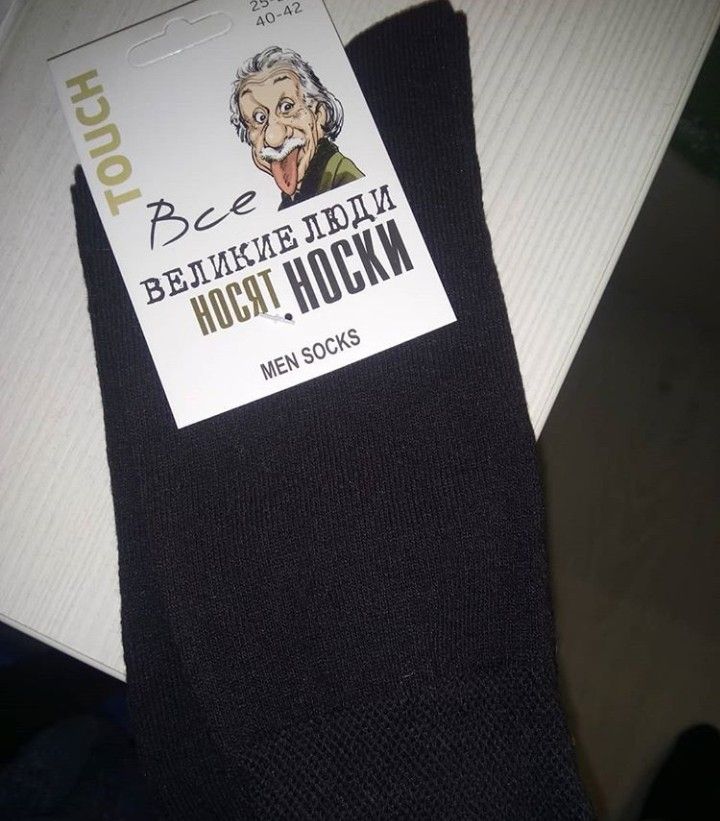 40-42
TOUCH
Все
ВЕЛИКИЕ ЛЮДИ
НОСЯТ НОСКИ
MEN SOCKS